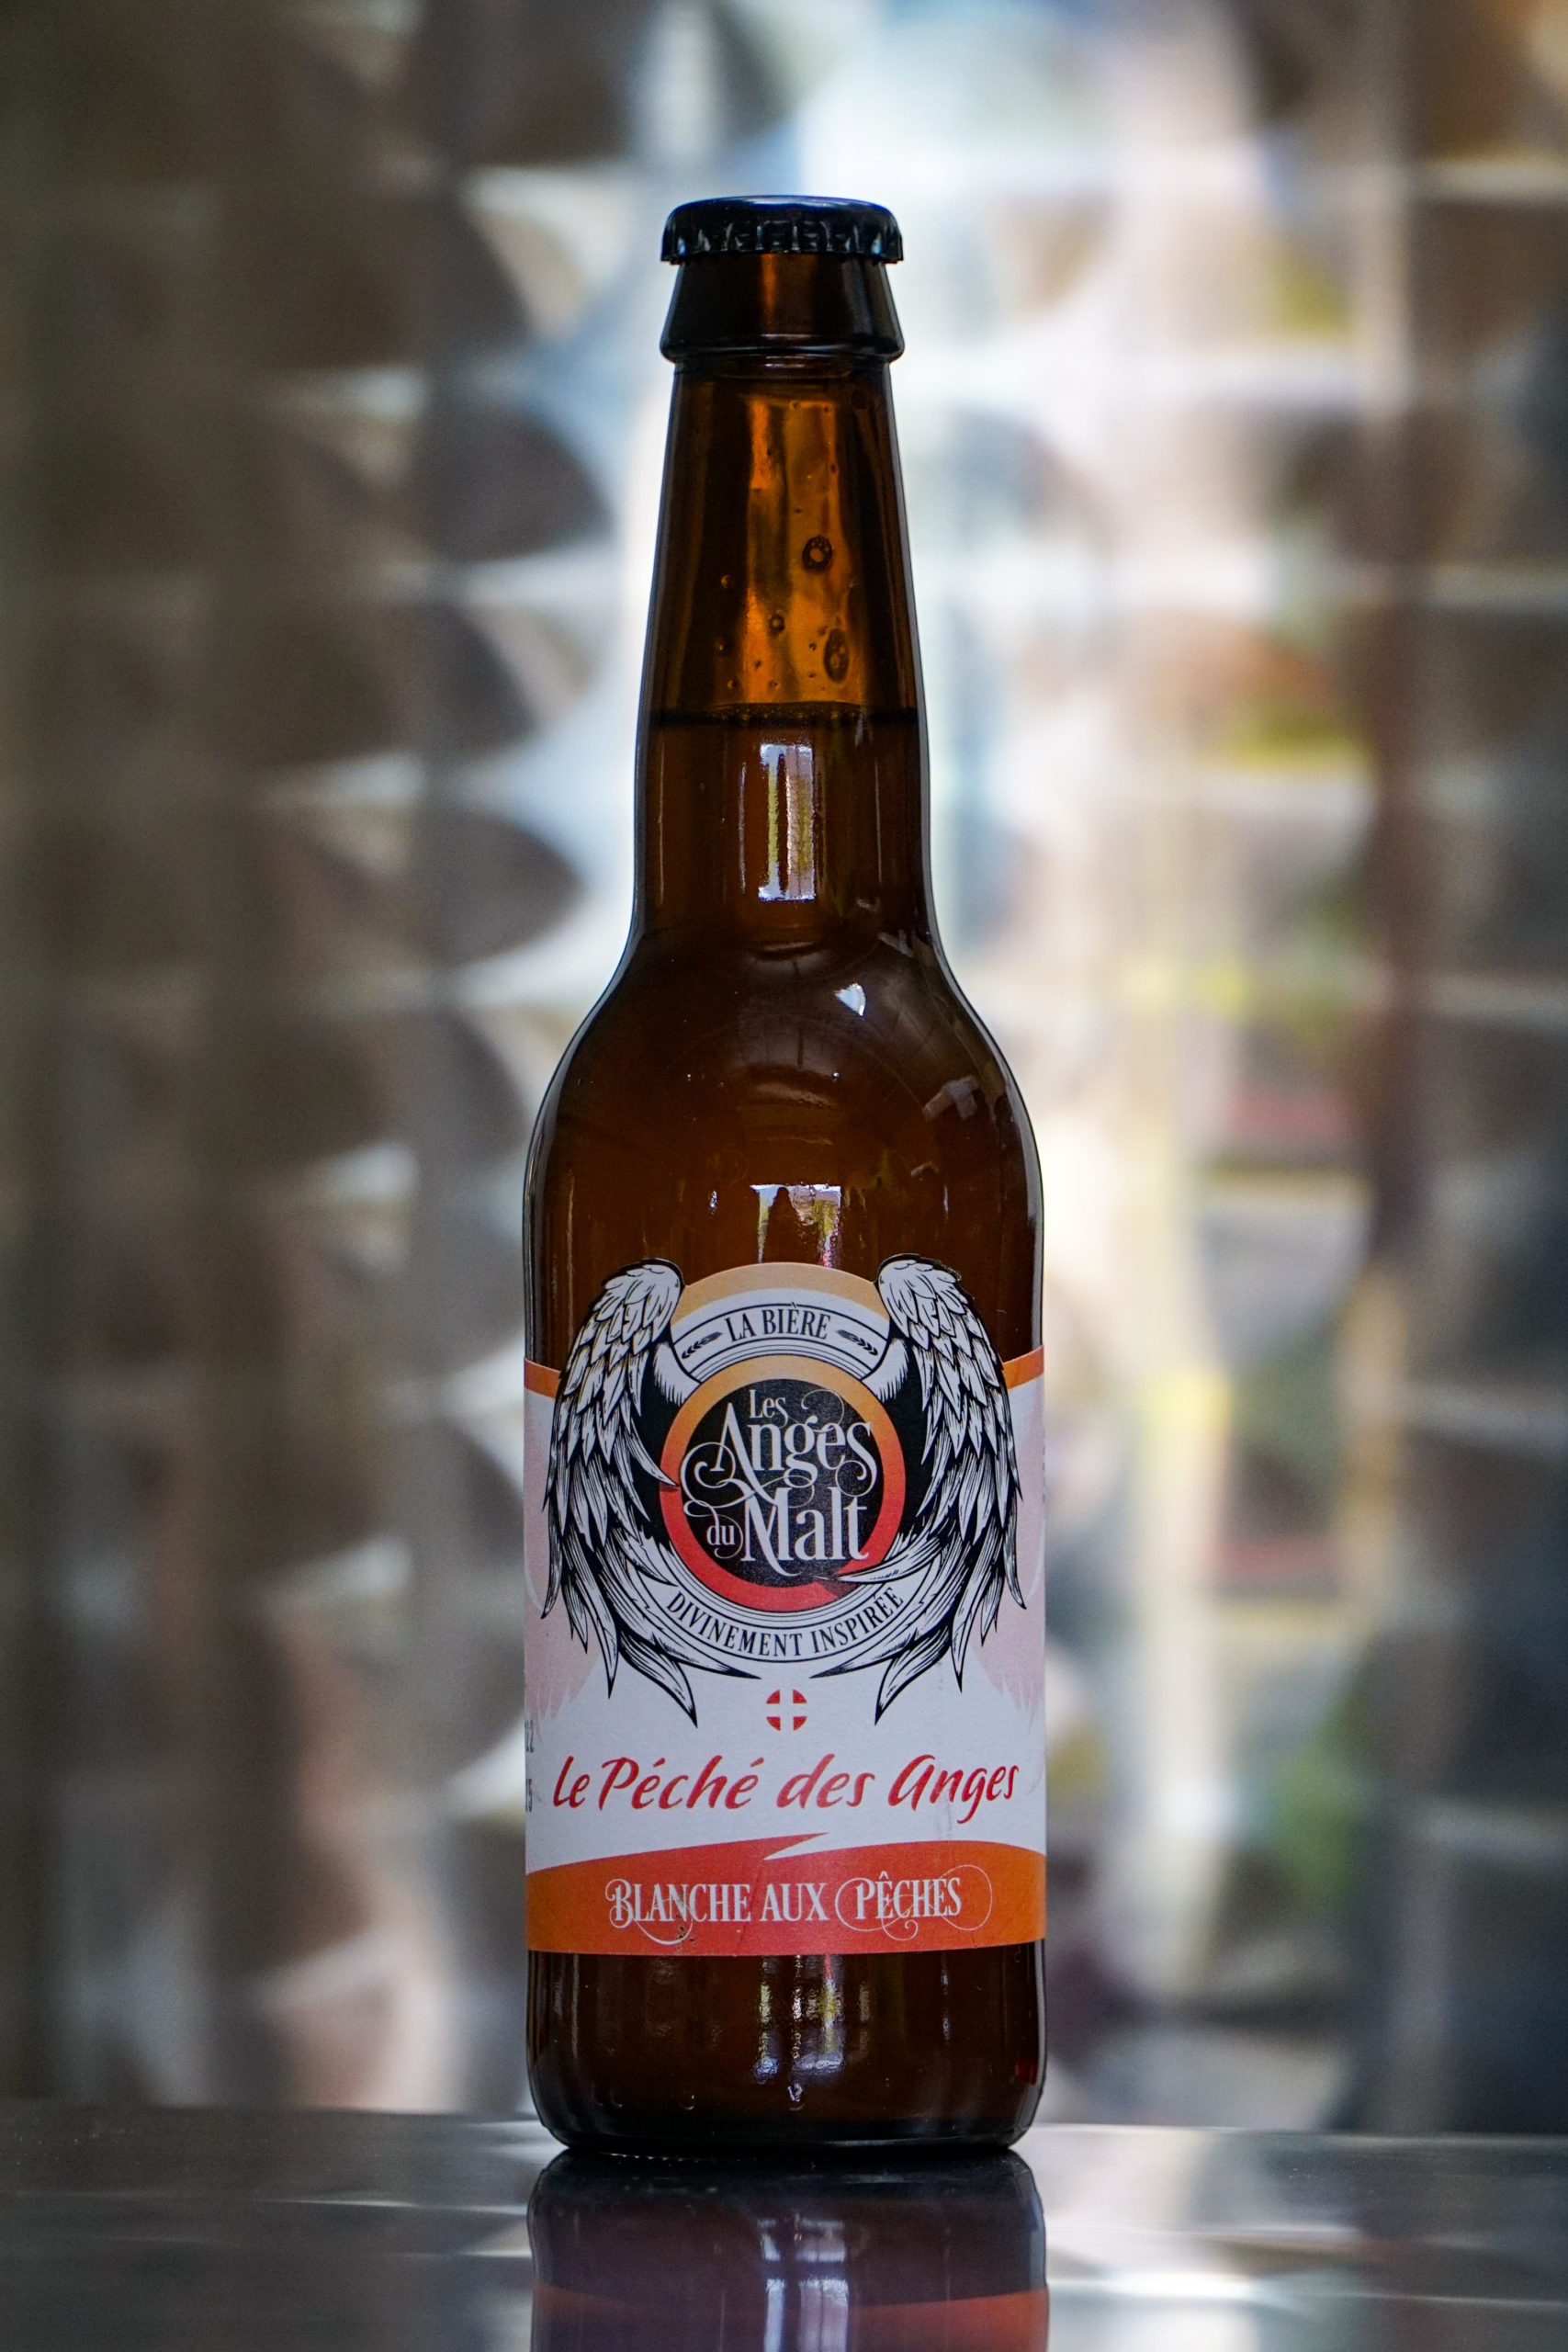 LA BIÈRE
Les
Anges
du Malt
DIVINEMENT INSPIRÉE
Le Péché des Anges
BLANCHE AUX PÊCHES